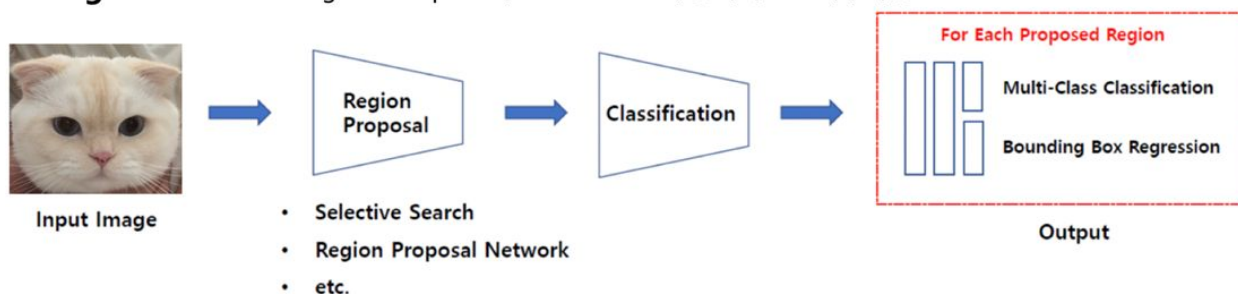 For Each Proposed Region
Region
Proposal
Classification
Multi-Class Classification
Bounding Box Regression
Input Image
• Selective Search
• Region Proposal Network
• etc.
Output